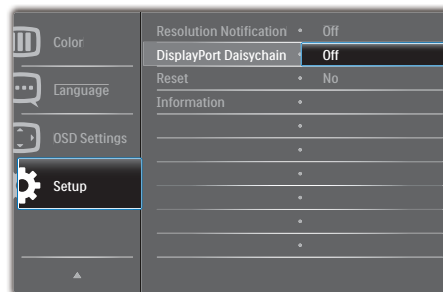 Color
Language
OSD Settings
Setup
Resolution Notification • Off
DisplayPort Daisychain • Off
Reset • No
Information •